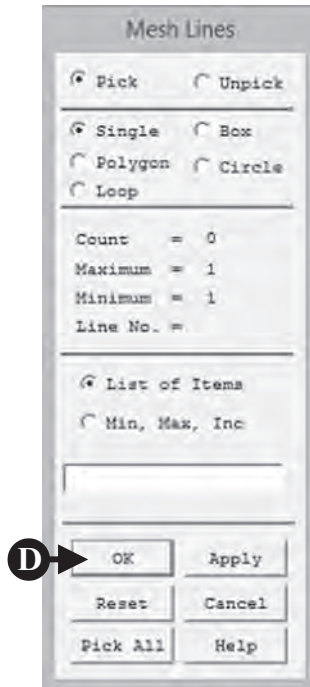 Mesh Lines
Pick Unpick
Single Box
Polygon Circle
Loop
Count = 0
Maximum = 1
Minimum = 1
Line No. =
List of Items
Min, Max, Inc
D OK Apply
Reset Cancel
Pick All Help